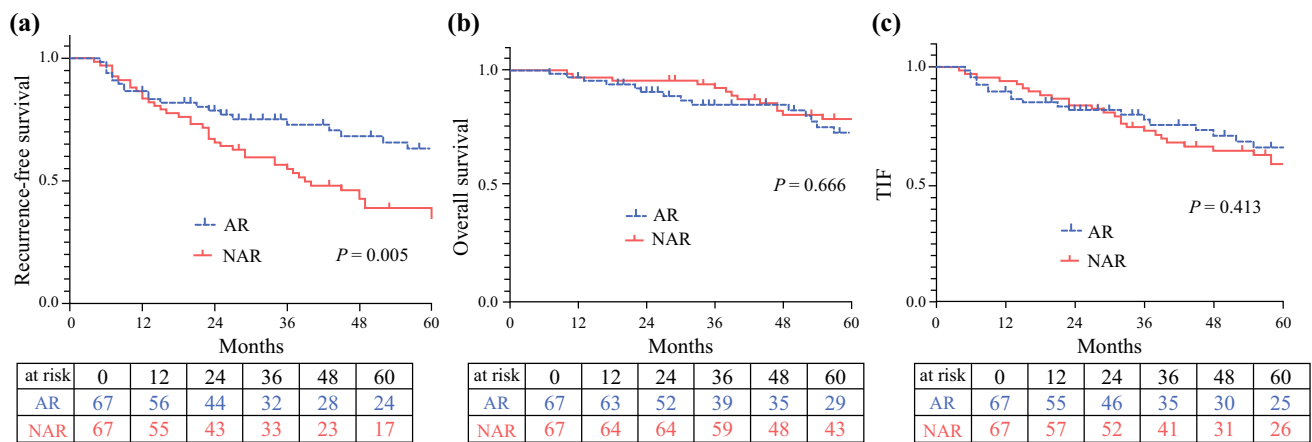 (a)
Recurrence-free survival
1.0
0.5
0.0
AR
NAR
P = 0.005
0 12 24 36 48 60
Months
at risk 0 12 24 36 48 60
AR 67 56 44 32 28 24
NAR 67 55 43 33 23 17
(b)
Overall survival
1.0
0.5
0.0
P = 0.666
AR
NAR
0 12 24 36 48 60
Months
at risk 0 12 24 36 48 60
AR 67 63 52 39 35 29
NAR 67 64 64 59 48 43
(c)
TIF
1.0
0.5
0.0
P = 0.413
AR
NAR
0 12 24 36 48 60
Months
at risk 0 12 24 36 48 60
AR 67 55 46 35 30 25
NAR 67 57 52 41 31 26